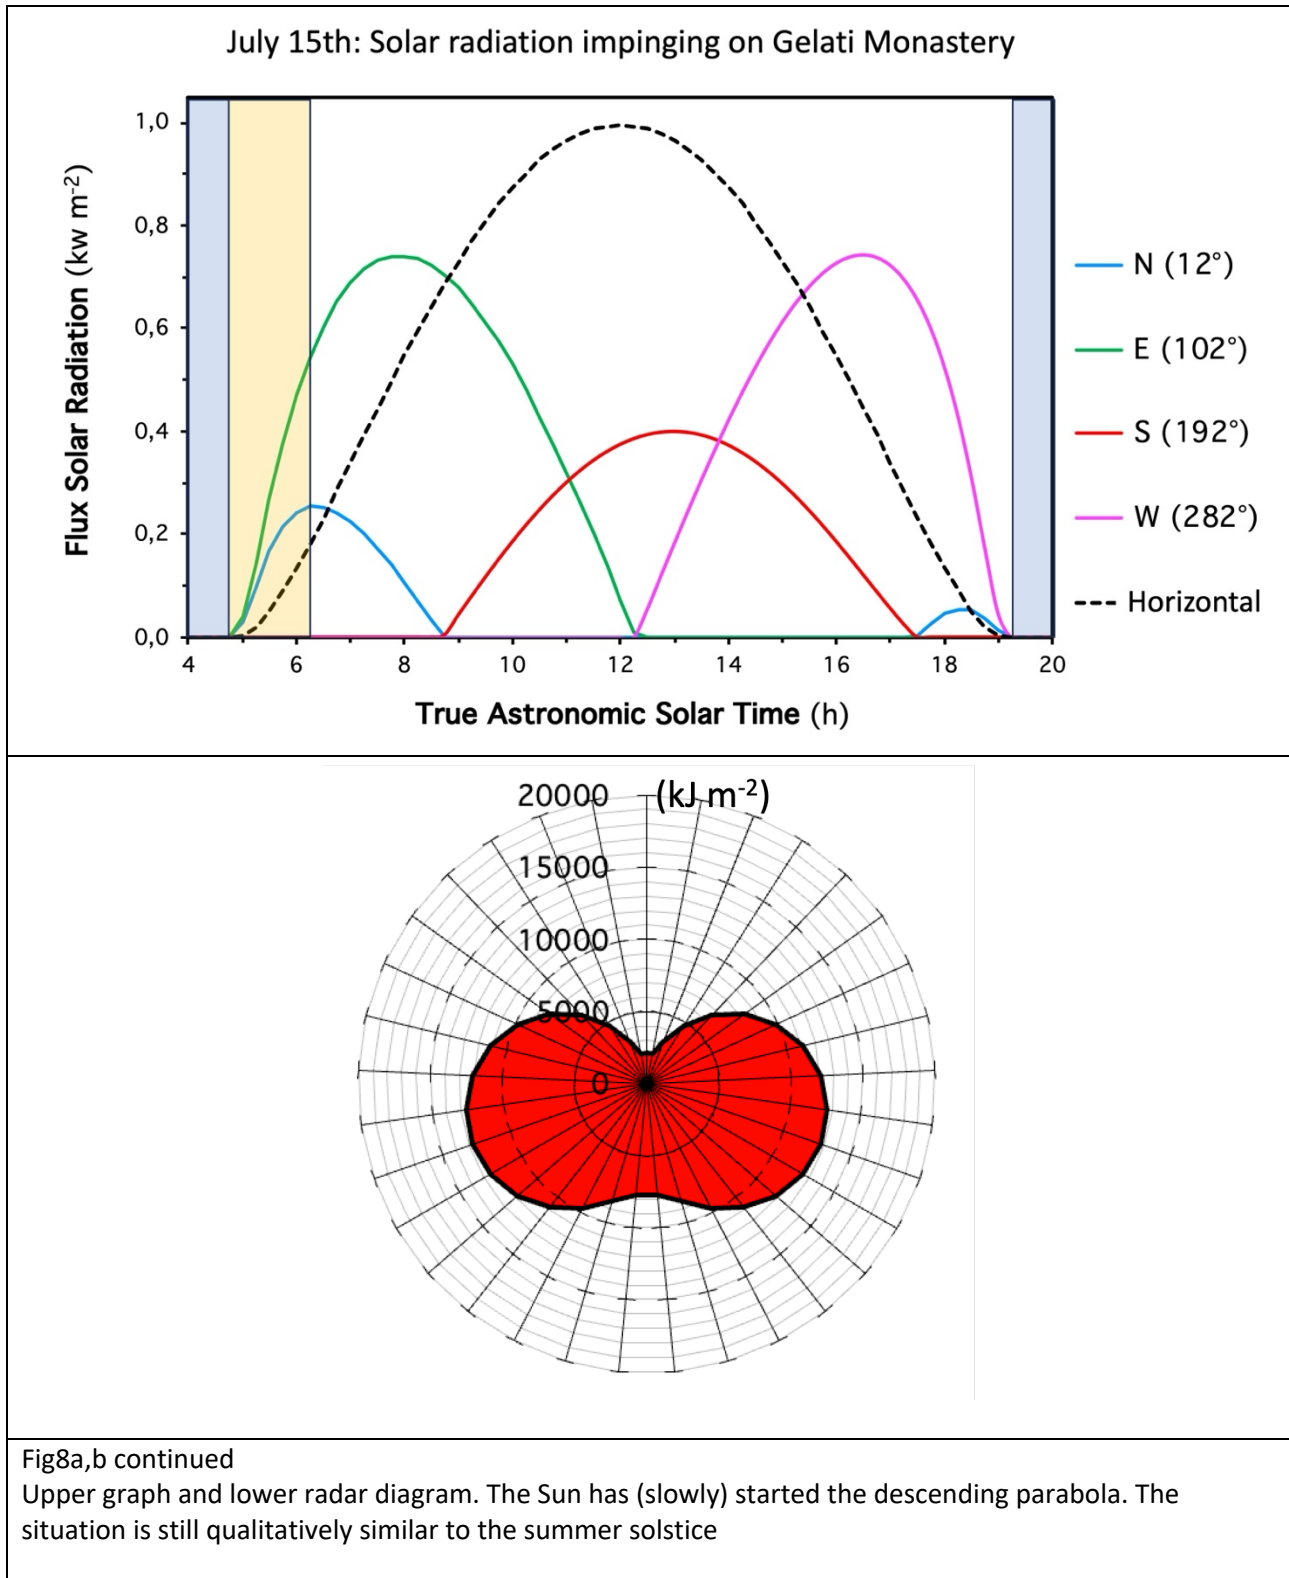 July 15th: Solar radiation impinging on Gelati Monastery
Flux Solar Radiation (kw m-2)
1,0
0,8
0,6
0,4
0,2
0,0
4 6 8 10 12 14 16 18 20
True Astronomic Solar Time (h)
N (12°)
E (102°)
S (192°)
W (282°)
Horizontal
(kJ m-2)
20000
15000
10000
5000
0
Fig8a,b continued
Upper graph and lower radar diagram. The Sun has (slowly) started the descending parabola. The
situation is still qualitatively similar to the summer solstice